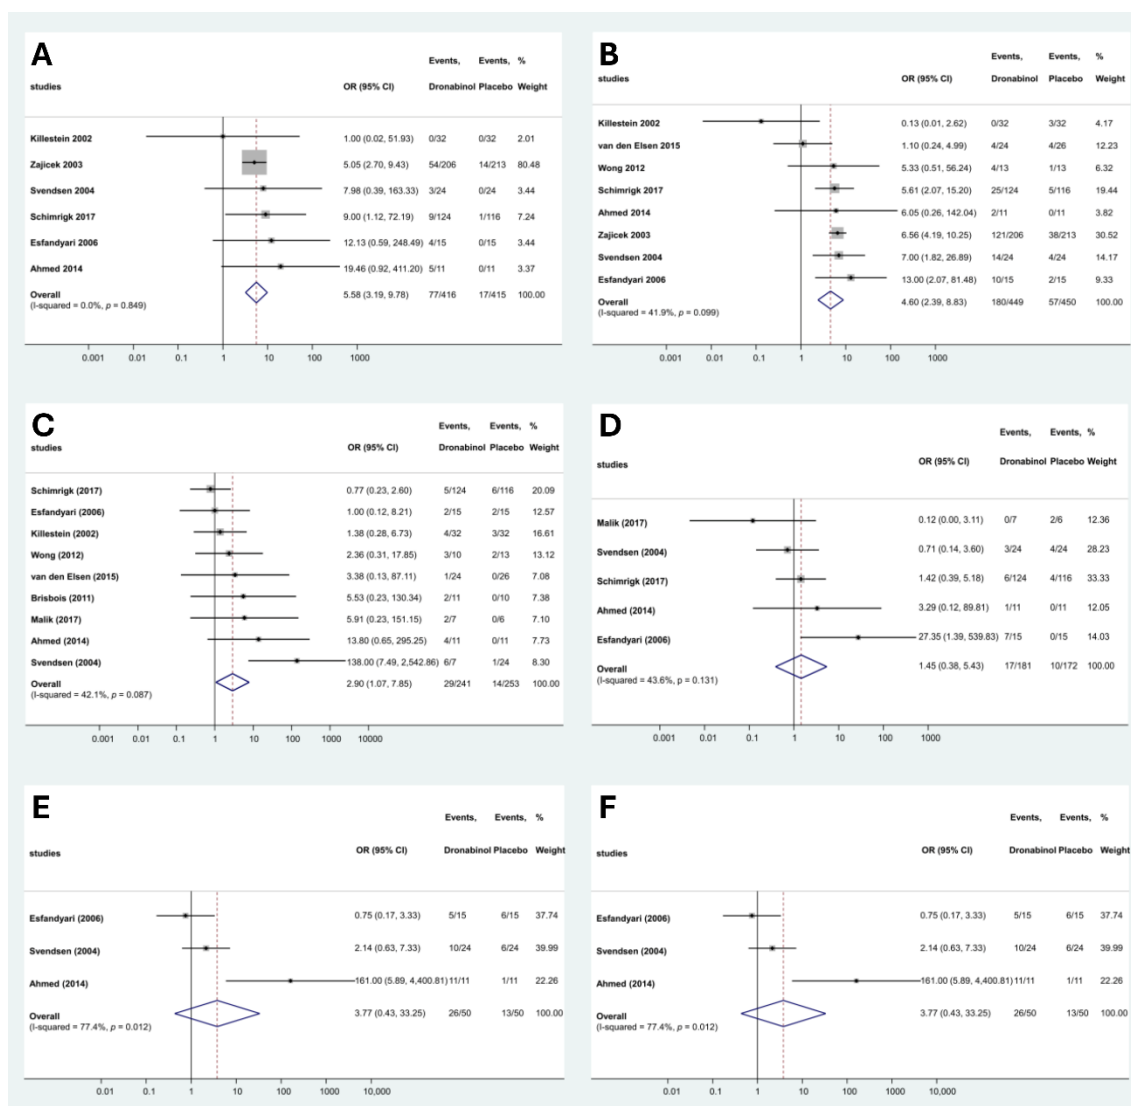 A
Events, Events, %
studies OR (95% CI) Dronabinol Placebo Weight
Killestein 2002 1.00 (0.02, 51.93) 0/32 0/32 2.01
Zajicek 2003 5.05 (2.70, 9.43) 54/206 14/213 80.48
Svendsen 2004 7.98 (0.39, 163.33) 3/24 0/24 3.44
Schimrigk 2017 9.00 (1.12, 72.19) 9/124 1/116 7.24
Esfandyari 2006 12.13 (0.59, 248.49) 4/15 0/15 3.44
Ahmed 2014 19.46 (0.92, 411.20) 5/11 0/11 3.37
Overall 5.58 (3.19, 9.78) 77/416 17/415 100.00
(I-squared = 0.0%, p = 0.849)
0.001 0.01 0.1 1 10 100 1000
B
Events, Events, %
studies OR (95% CI) Dronabinol Placebo Weight
Killestein 2002 0.13 (0.01, 2.62) 0/32 3/32 4.17
van den Elsen 2015 1.10 (0.24, 4.99) 4/24 4/26 12.23
Wong 2012 5.33 (0.51, 56.24) 4/13 1/13 6.32
Schimrigk 2017 5.61 (2.07, 15.20) 25/124 5/116 19.44
Ahmed 2014 6.05 (0.26, 142.04) 2/11 0/11 3.82
Zajicek 2003 6.56 (4.19, 10.25) 121/206 38/213 30.52
Svendsen 2004 7.00 (1.82, 26.89) 14/24 4/24 14.17
Esfandyari 2006 13.00 (2.07, 81.48) 10/15 2/15 9.33
Overall 4.60 (2.39, 8.83) 180/449 57/450 100.00
(I-squared = 41.9%, p = 0.099)
0.001 0.01 0.1 1 10 100 1000
C
Events, Events, %
studies OR (95% CI) Dronabinol Placebo Weight
Schimrigk (2017) 0.77 (0.23, 2.60) 5/124 6/116 20.09
Esfandyari (2006) 1.00 (0.12, 8.21) 2/15 2/15 12.57
Killestein (2002) 1.38 (0.28, 6.73) 4/32 3/32 16.61
Wong (2012) 2.36 (0.31, 17.85) 3/10 2/13 13.12
van den Elsen (2015) 3.38 (0.13, 87.11) 1/24 0/26 7.08
Brisbois (2011) 5.53 (0.23, 130.34) 2/11 0/10 7.38
Malik (2017) 5.91 (0.23, 151.15) 2/7 0/6 7.10
Ahmed (2014) 13.80 (0.65, 295.25) 4/11 0/11 7.73
Svendsen (2004) 138.00 (7.49, 2,542.86) 6/7 1/24 8.30
Overall 2.90 (1.07, 7.85) 29/241 14/253 100.00
(I-squared = 42.1%, p = 0.087)
0.001 0.01 0.1 1 10 100 1000 10000
D
Events, Events, %
studies OR (95% CI) Dronabinol Placebo Weight
Malik (2017) 0.12 (0.00, 3.11) 0/7 2/6 12.36
Svendsen (2004) 0.71 (0.14, 3.60) 3/24 4/24 28.23
Schimrigk (2017) 1.42 (0.39, 5.18) 6/124 4/116 33.33
Ahmed (2014) 3.29 (0.12, 89.81) 1/11 0/11 12.05
Esfandyari (2006) 27.35 (1.39, 539.83) 7/15 0/15 14.03
Overall 1.45 (0.38, 5.43) 17/181 10/172 100.00
(I-squared = 43.6%, p = 0.131)
0.001 0.01 0.1 1 10 100 1000
E
Events, Events, %
studies OR (95% CI) Dronabinol Placebo Weight
Esfandyari (2006) 0.75 (0.17, 3.33) 5/15 6/15 37.74
Svendsen (2004) 2.14 (0.63, 7.33) 10/24 6/24 39.99
Ahmed (2014) 161.00 (5.89, 4,400.81) 11/11 1/11 22.26
Overall 3.77 (0.43, 33.25) 26/50 13/50 100.00
(I-squared = 77.4%, p = 0.012)
0.01 0.1 1 10 100 1000 10,000
F
Events, Events, %
studies OR (95% CI) Dronabinol Placebo Weight
Esfandyari (2006) 0.75 (0.17, 3.33) 5/15 6/15 37.74
Svendsen (2004) 2.14 (0.63, 7.33) 10/24 6/24 39.99
Ahmed (2014) 161.00 (5.89, 4,400.81) 11/11 1/11 22.26
Overall 3.77 (0.43, 33.25) 26/50 13/50 100.00
(I-squared = 77.4%, p = 0.012)
0.01 0.1 1 10 100 1000 10,000